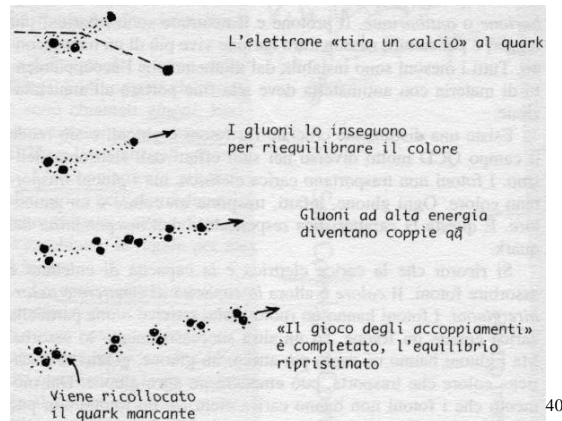 L'elettrone «tira un calcio» al quark
I gluoni lo inseguono
per riequilibrare il colore
Gluoni ad alta energia
diventano coppie qq̄
«Il gioco degli accoppiamenti»
è completato, l'equilibrio
ripristinato
Viene ricollocato
il quark mancante
40